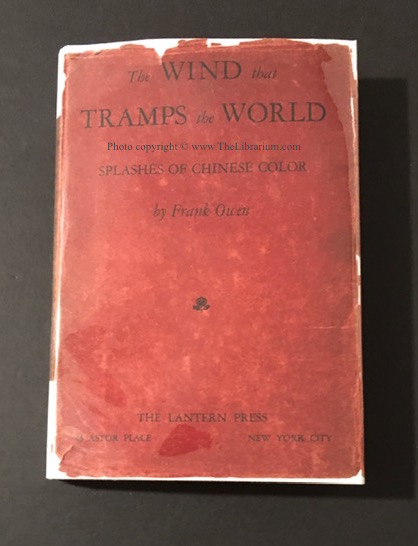 The WIND that
TRAMPS the WORLD
Photo copyright © www.TheLibrarium.com
SPLASHES OF CHINESE COLOR
by Frank Owen
THE LANTERN PRESS
ASTOR PLACE NEW YORK CITY